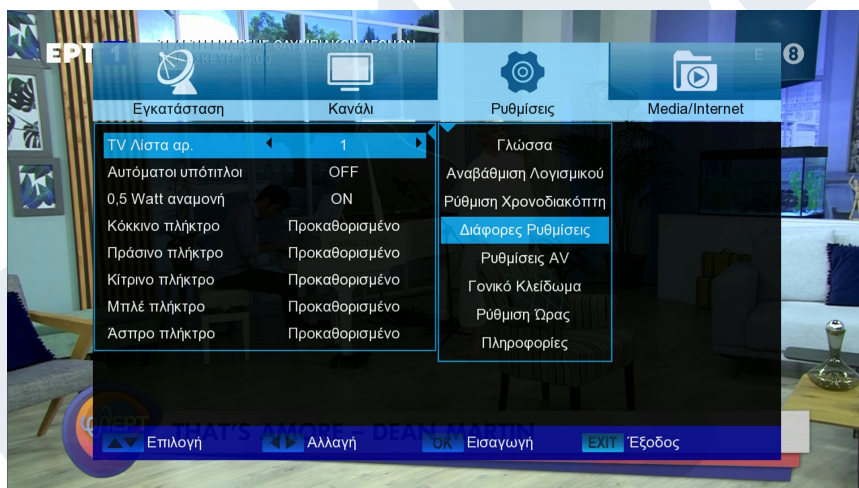 ΕΡΤ 1
8
Εγκατάσταση
Κανάλι
Ρυθμίσεις
Media/Internet
TV Λίστα αρ. 1
Αυτόματοι υπότιτλοι OFF
0,5 Watt αναμονή ON
Κόκκινο πλήκτρο Προκαθορισμένο
Πράσινο πλήκτρο Προκαθορισμένο
Κίτρινο πλήκτρο Προκαθορισμένο
Μπλέ πλήκτρο Προκαθορισμένο
Άσπρο πλήκτρο Προκαθορισμένο
Γλώσσα
Αναβάθμιση Λογισμικού
Ρύθμιση Χρονοδιακόπτη
Διάφορες Ρυθμίσεις
Ρυθμίσεις AV
Γονικό Κλείδωμα
Ρύθμιση Ώρας
Πληροφορίες
φλΕΡΤ
THAT'S AMORE – DEAN MARTIN
Επιλογή
Αλλαγή
OK Εισαγωγή
EXIT Έξοδος